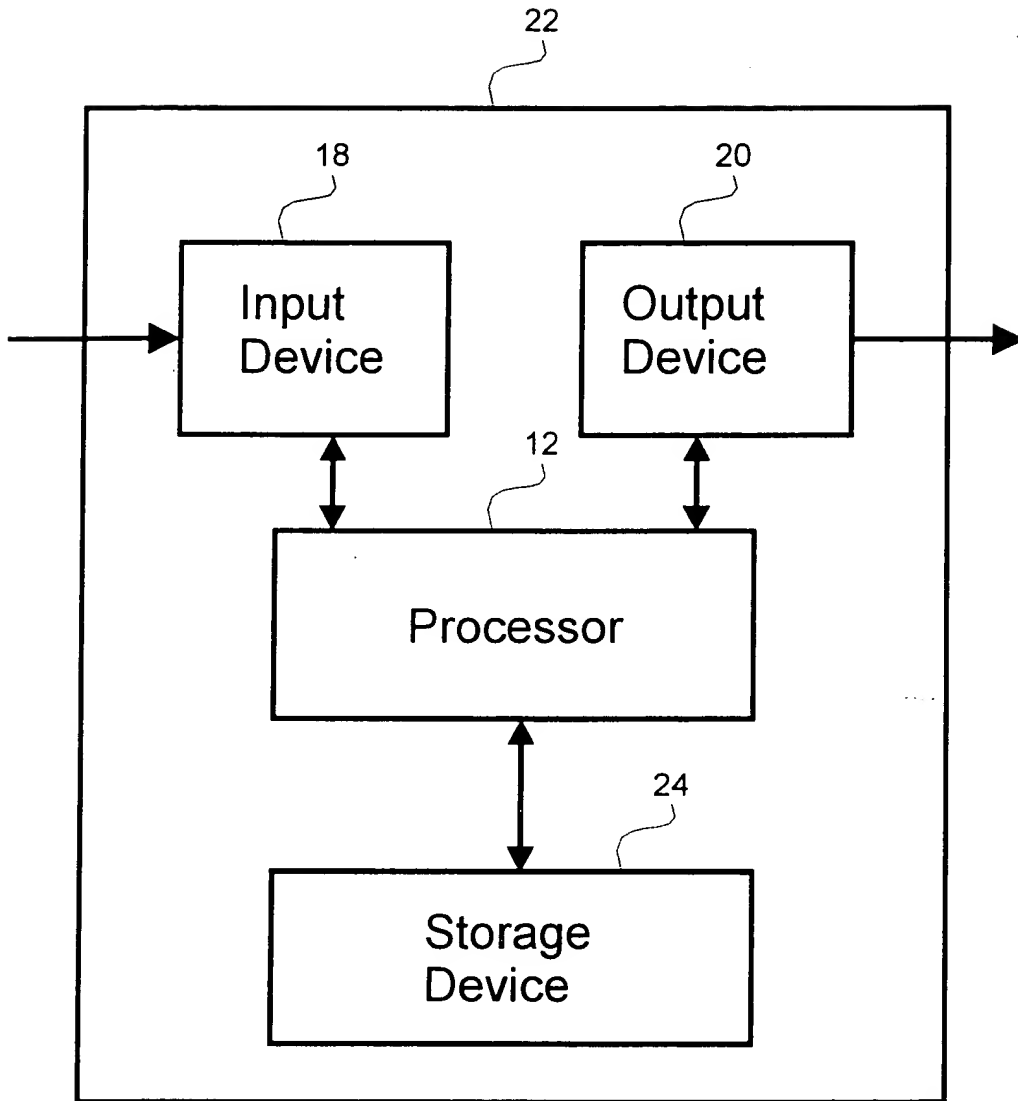 22
18
20
Input
Device
Output
Device
12
Processor
24
Storage
Device